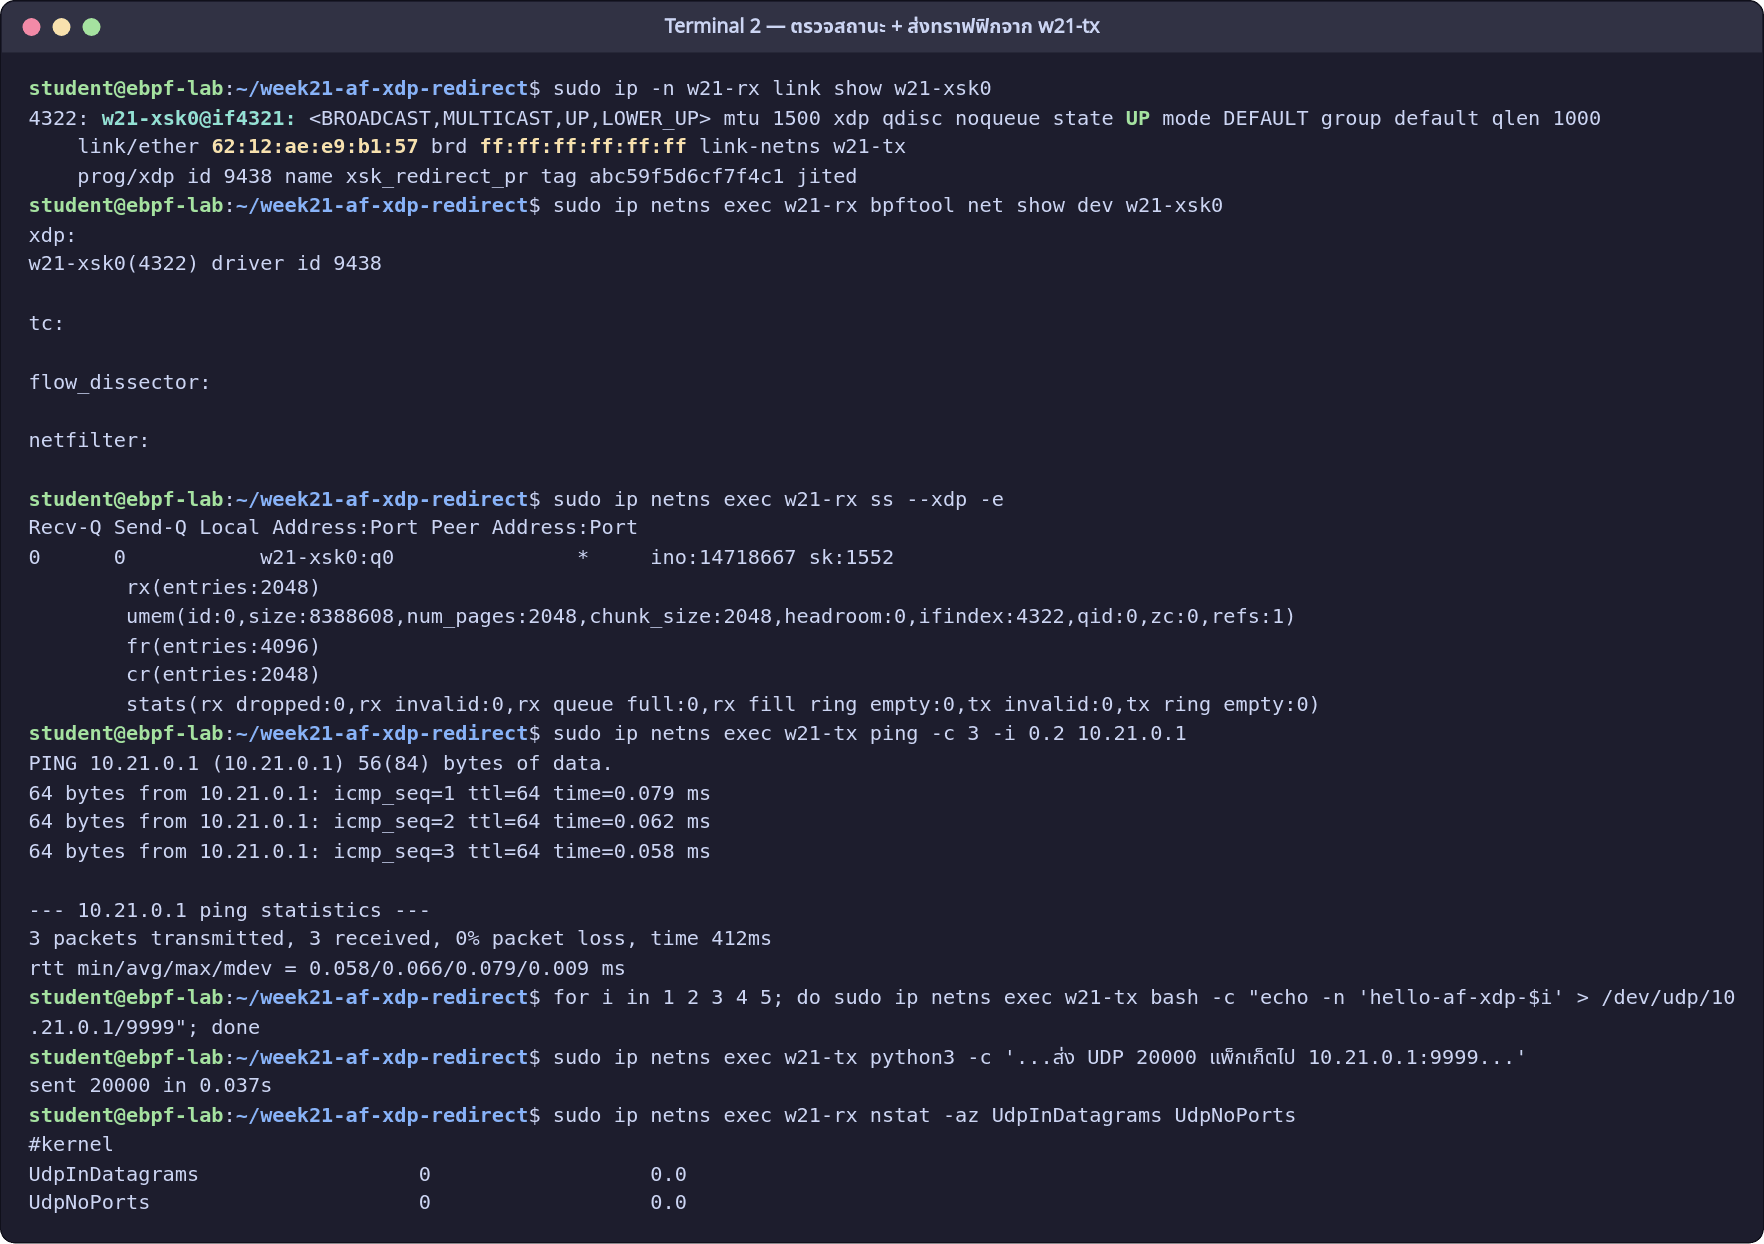 Terminal 2 — ตรวจสถานะ + ส่งทราฟฟิกจาก w21-tx
student@ebpf-lab:~/week21-af-xdp-redirect$ sudo ip -n w21-rx link show w21-xsk0
4322: w21-xsk0@if4321: <BROADCAST,MULTICAST,UP,LOWER_UP> mtu 1500 xdp qdisc noqueue state UP mode DEFAULT group default qlen 1000
    link/ether 62:12:ae:e9:b1:57 brd ff:ff:ff:ff:ff:ff link-netns w21-tx
    prog/xdp id 9438 name xsk_redirect_pr tag abc59f5d6cf7f4c1 jited
student@ebpf-lab:~/week21-af-xdp-redirect$ sudo ip netns exec w21-rx bpftool net show dev w21-xsk0
xdp:
w21-xsk0(4322) driver id 9438
tc:
flow_dissector:
netfilter:
student@ebpf-lab:~/week21-af-xdp-redirect$ sudo ip netns exec w21-rx ss --xdp -e
Recv-Q Send-Q Local Address:Port Peer Address:Port
0      0           w21-xsk0:q0               *     ino:14718667 sk:1552
        rx(entries:2048)
        umem(id:0,size:8388608,num_pages:2048,chunk_size:2048,headroom:0,ifindex:4322,qid:0,zc:0,refs:1)
        fr(entries:4096)
        cr(entries:2048)
        stats(rx dropped:0,rx invalid:0,rx queue full:0,rx fill ring empty:0,tx invalid:0,tx ring empty:0)
student@ebpf-lab:~/week21-af-xdp-redirect$ sudo ip netns exec w21-tx ping -c 3 -i 0.2 10.21.0.1
PING 10.21.0.1 (10.21.0.1) 56(84) bytes of data.
64 bytes from 10.21.0.1: icmp_seq=1 ttl=64 time=0.079 ms
64 bytes from 10.21.0.1: icmp_seq=2 ttl=64 time=0.062 ms
64 bytes from 10.21.0.1: icmp_seq=3 ttl=64 time=0.058 ms
--- 10.21.0.1 ping statistics ---
3 packets transmitted, 3 received, 0% packet loss, time 412ms
rtt min/avg/max/mdev = 0.058/0.066/0.079/0.009 ms
student@ebpf-lab:~/week21-af-xdp-redirect$ for i in 1 2 3 4 5; do sudo ip netns exec w21-tx bash -c "echo -n 'hello-af-xdp-$i' > /dev/udp/10
.21.0.1/9999"; done
student@ebpf-lab:~/week21-af-xdp-redirect$ sudo ip netns exec w21-tx python3 -c '...ส่ง UDP 20000 แพ็กเก็ตไป 10.21.0.1:9999...'
sent 20000 in 0.037s
student@ebpf-lab:~/week21-af-xdp-redirect$ sudo ip netns exec w21-rx nstat -az UdpInDatagrams UdpNoPorts
#kernel
UdpInDatagrams                  0                  0.0
UdpNoPorts                      0                  0.0